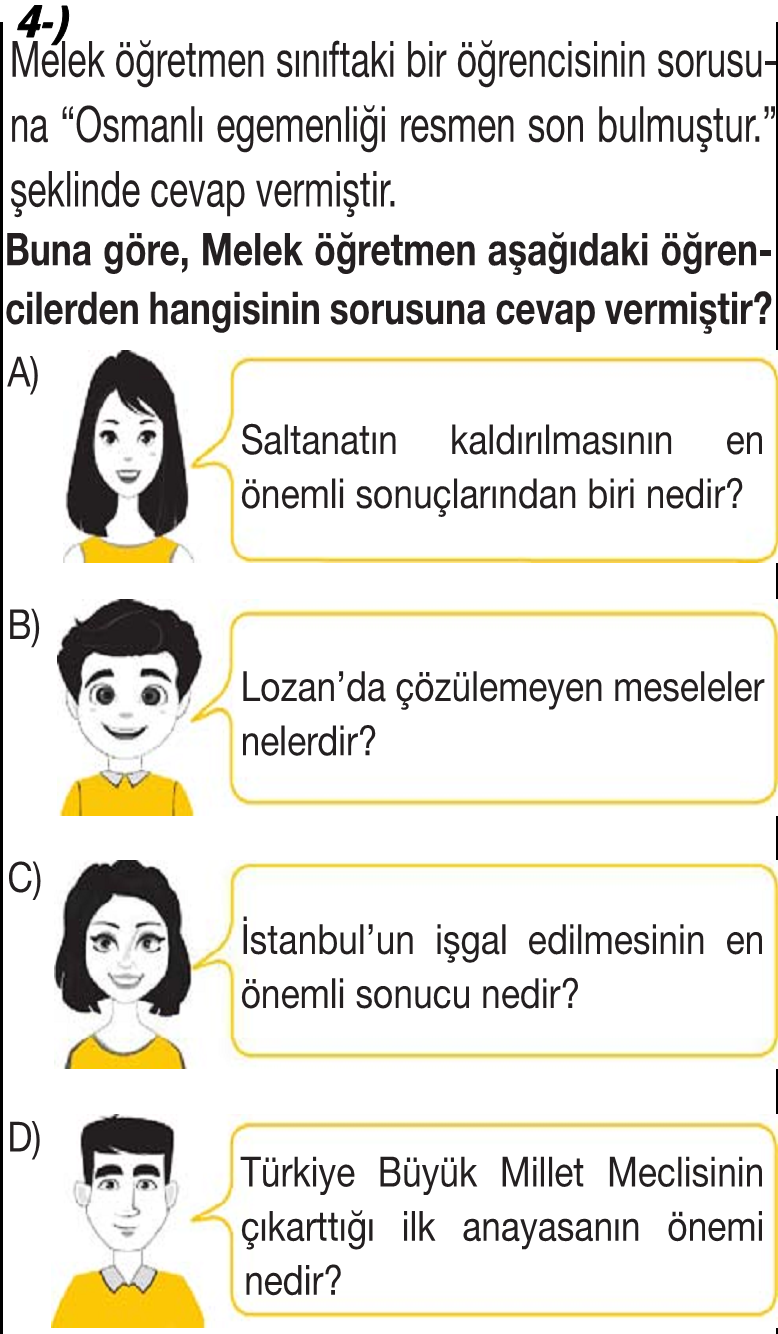 4-)
Melek öğretmen sınıftaki bir öğrencisinin sorusu-
na “Osmanlı egemenliği resmen son bulmuştur.”
şeklinde cevap vermiştir.
Buna göre, Melek öğretmen aşağıdaki öğren-
cilerden hangisinin sorusuna cevap vermiştir?
A)
Saltanatın kaldırılmasının en
önemli sonuçlarından biri nedir?
B)
Lozan’da çözülemeyen meseleler
nelerdir?
C)
İstanbul’un işgal edilmesinin en
önemli sonucu nedir?
D)
Türkiye Büyük Millet Meclisinin
çıkarttığı ilk anayasanın önemi
nedir?